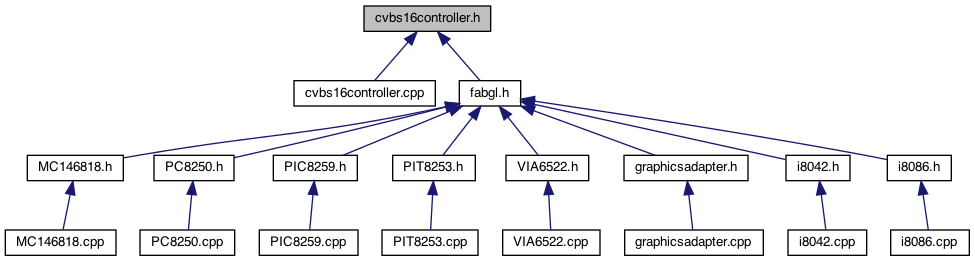 cvbs16controller.h
cvbs16controller.cpp
fabgl.h
MC146818.h
PC8250.h
PIC8259.h
PIT8253.h
VIA6522.h
graphicsadapter.h
i8042.h
i8086.h
MC146818.cpp
PC8250.cpp
PIC8259.cpp
PIT8253.cpp
VIA6522.cpp
graphicsadapter.cpp
i8042.cpp
i8086.cpp